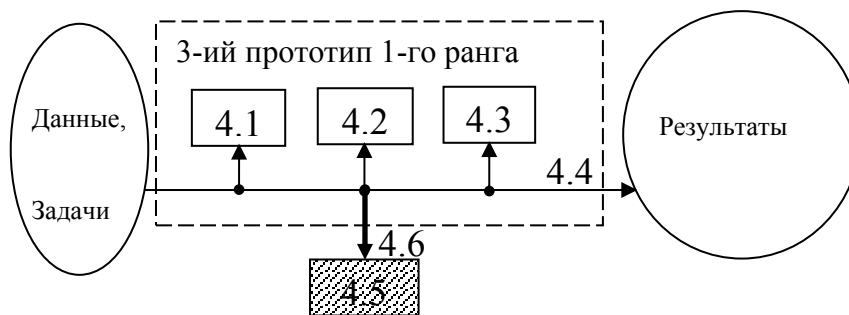 3-ий прототип 1-го ранга
Данные,
Задачи
4.1
4.2
4.3
4.4
Результаты
4.6
4.5